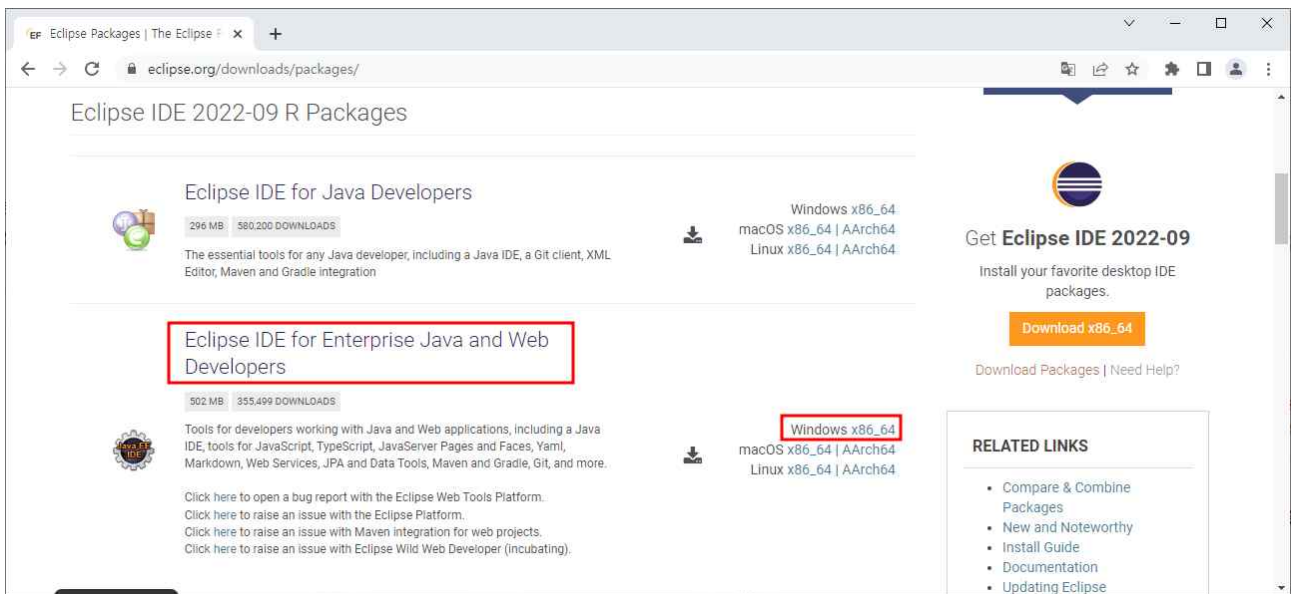 EF Eclipse Packages | The Eclipse F
eclipse.org/downloads/packages/
Eclipse IDE 2022-09 R Packages
Eclipse IDE for Java Developers
296 MB 580,200 DOWNLOADS
The essential tools for any Java developer, including a Java IDE, a Git client, XML
Editor, Maven and Gradle integration
Windows x86_64
macOS x86_64 | AArch64
Linux x86_64 | AArch64
Eclipse IDE for Enterprise Java and Web
Developers
502 MB 355,499 DOWNLOADS
Tools for developers working with Java and Web applications, including a Java
IDE, tools for JavaScript, TypeScript, JavaServer Pages and Faces, Yaml,
Markdown, Web Services, JPA and Data Tools, Maven and Gradle, Git, and more.
Click here to open a bug report with the Eclipse Web Tools Platform.
Click here to raise an issue with the Eclipse Platform.
Click here to raise an issue with Maven integration for web projects.
Click here to raise an issue with Eclipse Wild Web Developer (incubating).
Java EE
IDE
Windows x86_64
macOS x86_64 | AArch64
Linux x86_64 | AArch64
Get Eclipse IDE 2022-09
Install your favorite desktop IDE
packages.
Download x86_64
Download Packages | Need Help?
RELATED LINKS
Compare & Combine
Packages
New and Noteworthy
Install Guide
Documentation
Updating Eclipse